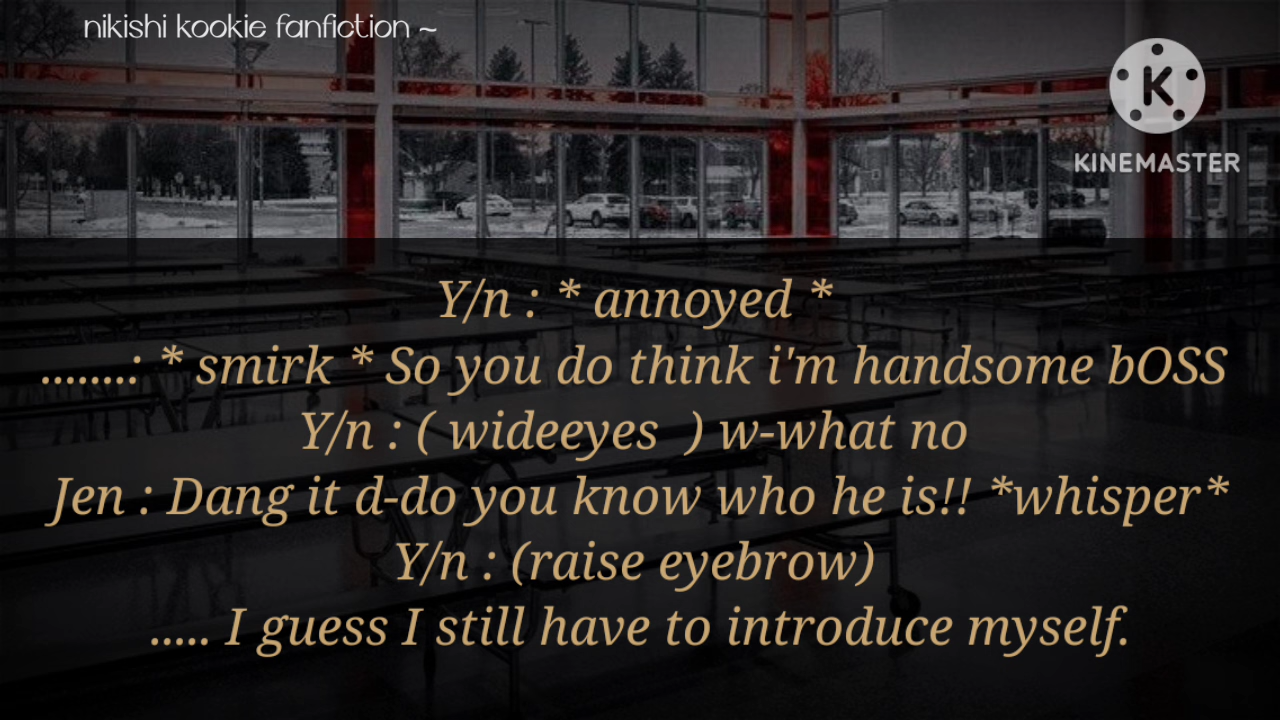 nikishi kookie fanfiction ~
K
KINEMASTER
Y/n : * annoyed *
........: * smirk * So you do think i'm handsome bOSS
Y/n : ( wideeyes  ) w-what no
Jen : Dang it d-do you know who he is!! *whisper*
Y/n : (raise eyebrow)
..... I guess I still have to introduce myself.